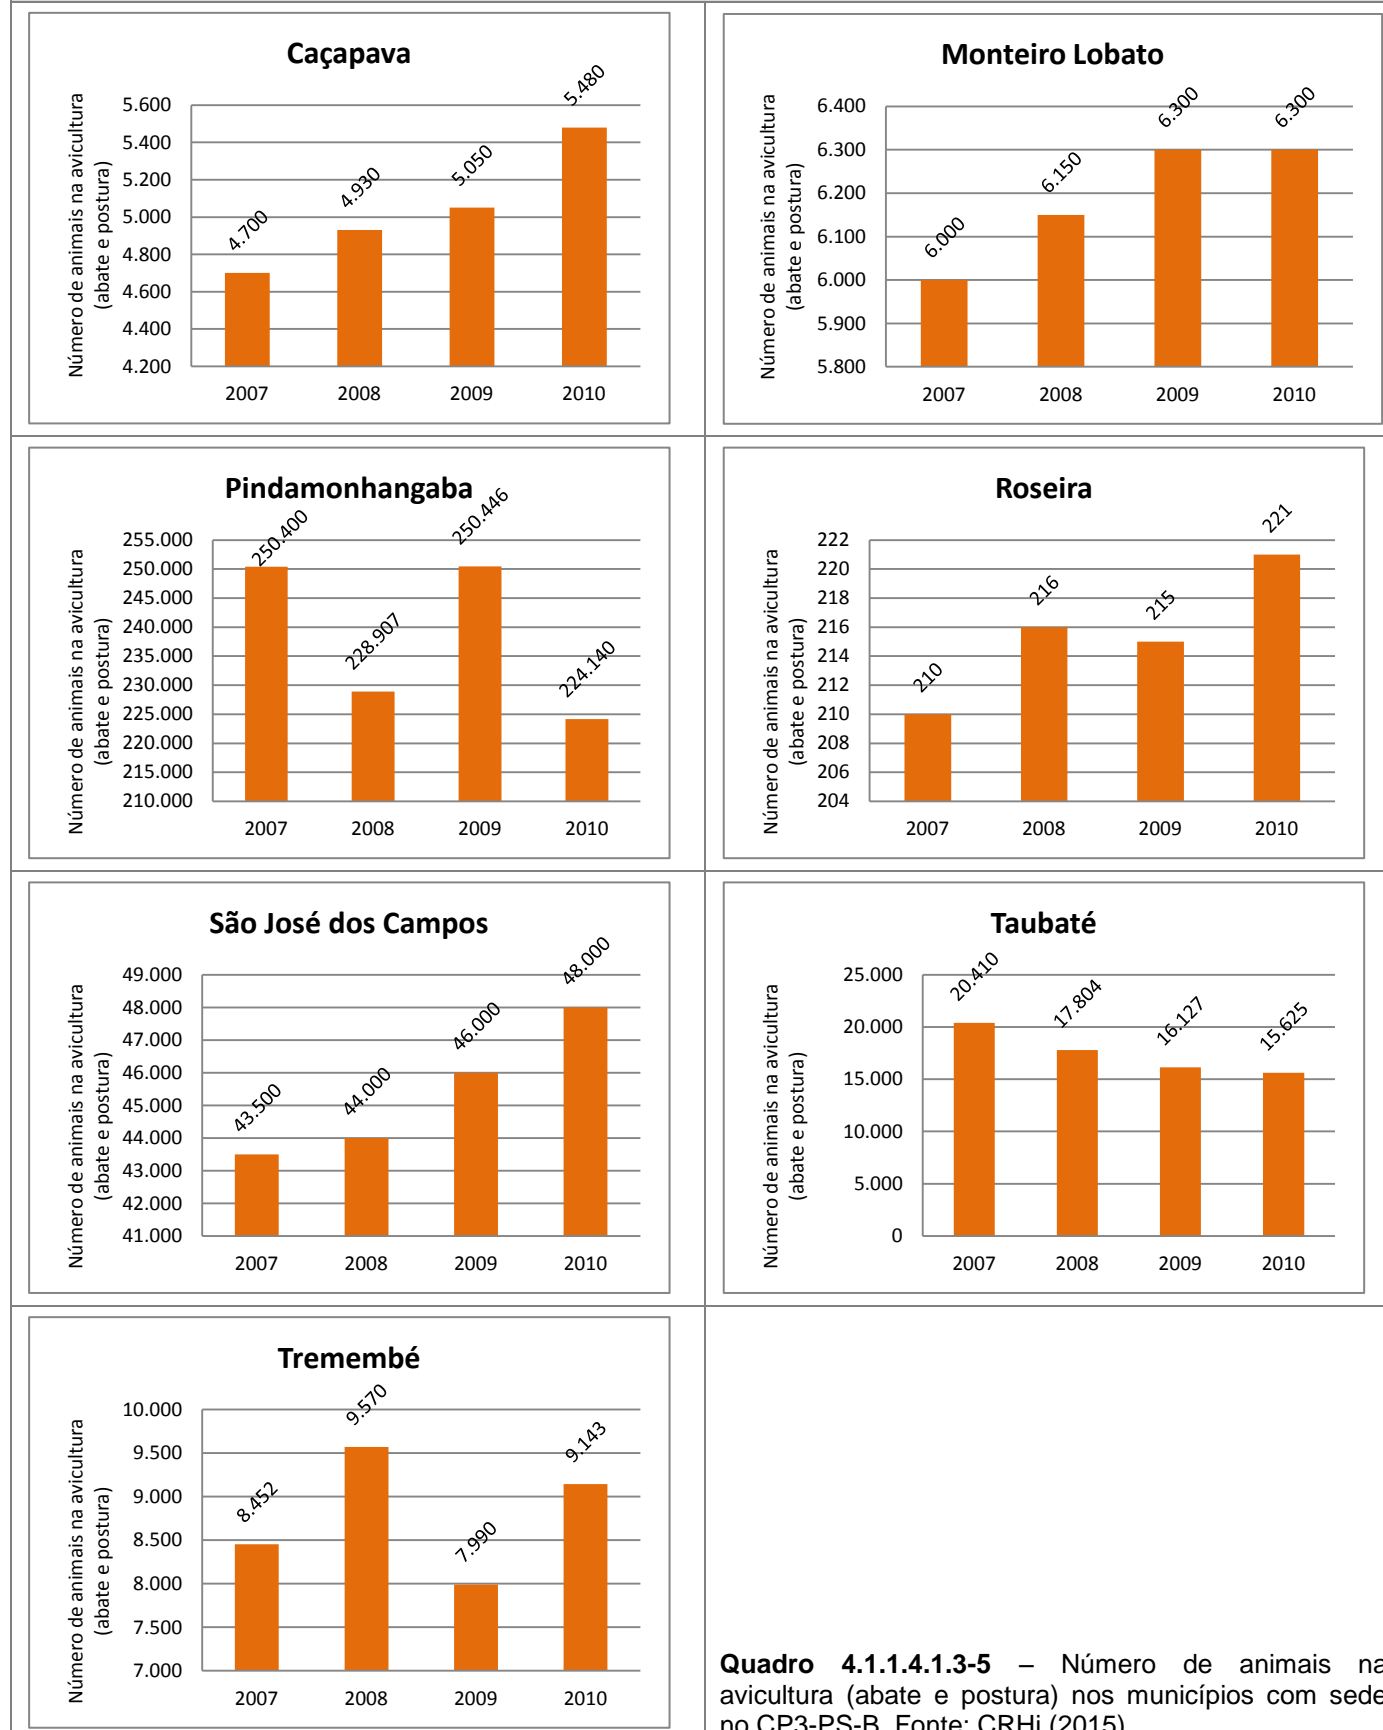 Caçapava
Número de animais na avicultura
(abate e postura)
5.600
5.400
5.200
5.000
4.800
4.600
4.400
4.200
4.700
4.930
5.050
5.480
2007 2008 2009 2010
Monteiro Lobato
Número de animais na avicultura
(abate e postura)
6.400
6.300
6.200
6.100
6.000
5.900
5.800
6.000
6.150
6.300
6.300
2007 2008 2009 2010
Pindamonhangaba
Número de animais na avicultura
(abate e postura)
255.000
250.000
245.000
240.000
235.000
230.000
225.000
220.000
215.000
210.000
250.400
228.907
250.446
224.140
2007 2008 2009 2010
Roseira
Número de animais na avicultura
(abate e postura)
222
220
218
216
214
212
210
208
206
204
210
216
215
221
2007 2008 2009 2010
São José dos Campos
Número de animais na avicultura
(abate e postura)
49.000
48.000
47.000
46.000
45.000
44.000
43.000
42.000
41.000
43.500
44.000
46.000
48.000
2007 2008 2009 2010
Taubaté
Número de animais na avicultura
(abate e postura)
25.000
20.000
15.000
10.000
5.000
0
20.410
17.804
16.127
15.625
2007 2008 2009 2010
Tremembé
Número de animais na avicultura
(abate e postura)
10.000
9.500
9.000
8.500
8.000
7.500
7.000
8.452
9.570
7.990
9.143
2007 2008 2009 2010
Quadro 4.1.1.4.1.3-5 – Número de animais na
avicultura (abate e postura) nos municípios com sede
no CP3-PS-B. Fonte: CRHi (2015)